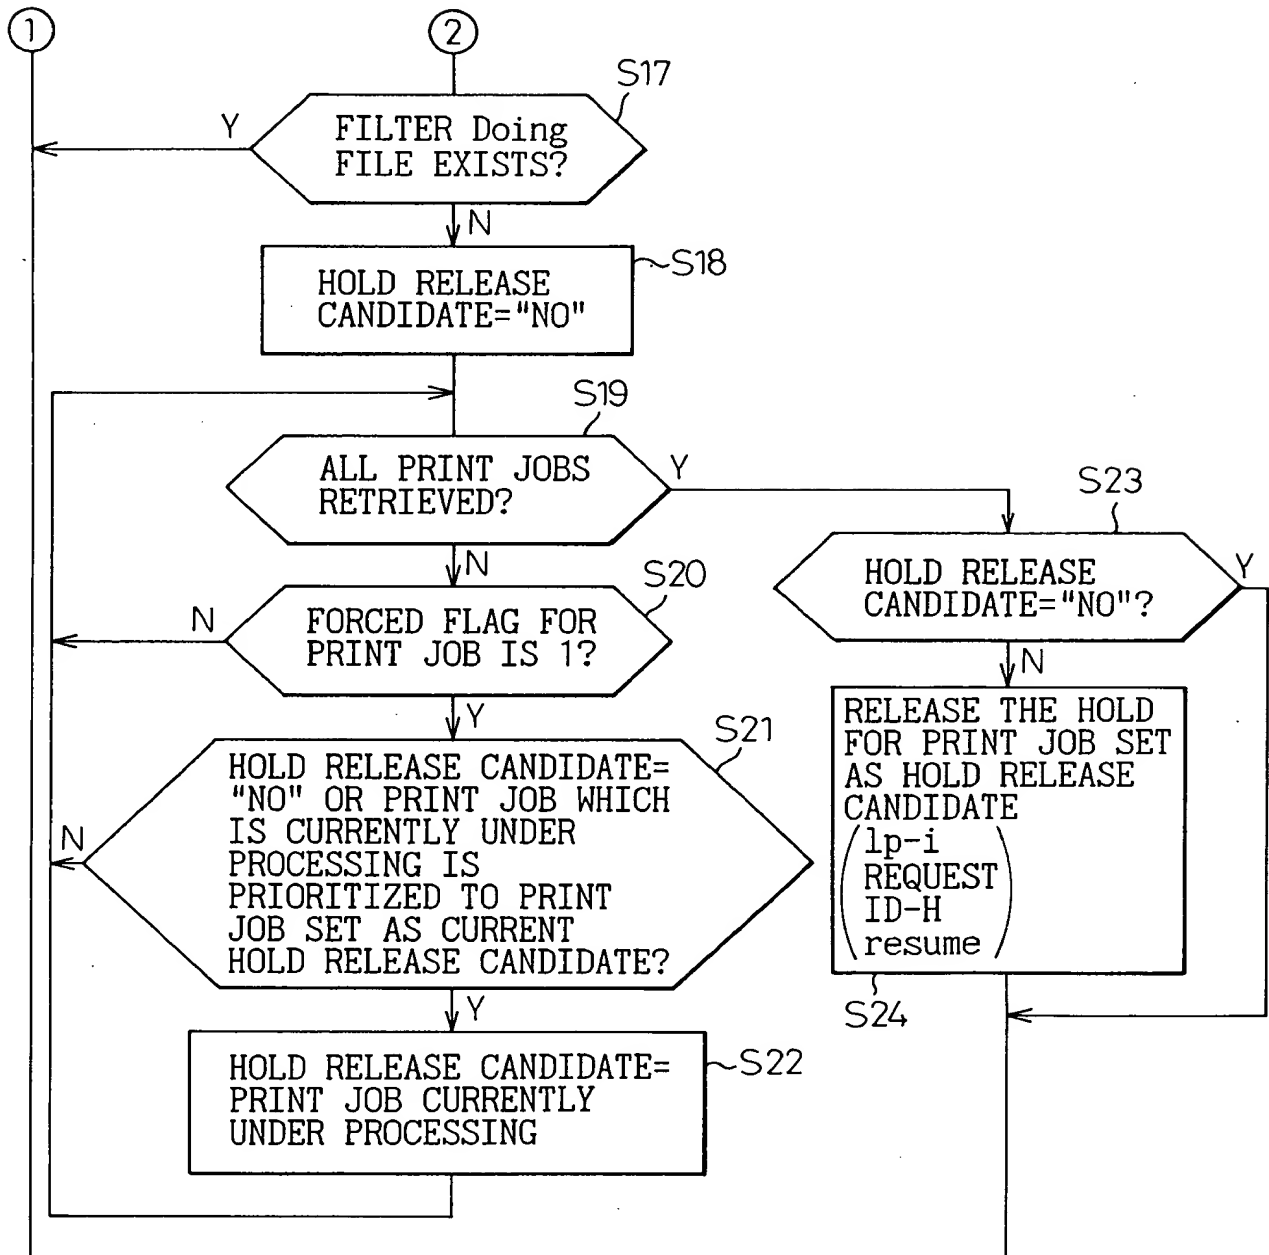 1
2
S17
FILTER Doing
FILE EXISTS?
Y
N
S18
HOLD RELEASE
CANDIDATE="NO"
S19
ALL PRINT JOBS
RETRIEVED?
Y
N
S20
FORCED FLAG FOR
PRINT JOB IS 1?
N
Y
S21
HOLD RELEASE CANDIDATE=
"NO" OR PRINT JOB WHICH
IS CURRENTLY UNDER
PROCESSING IS
PRIORITIZED TO PRINT
JOB SET AS CURRENT
HOLD RELEASE CANDIDATE?
N
Y
S22
HOLD RELEASE CANDIDATE=
PRINT JOB CURRENTLY
UNDER PROCESSING
S23
HOLD RELEASE
CANDIDATE="NO"?
Y
N
RELEASE THE HOLD
FOR PRINT JOB SET
AS HOLD RELEASE
CANDIDATE
(lp-i
REQUEST
ID-H
resume)
S24